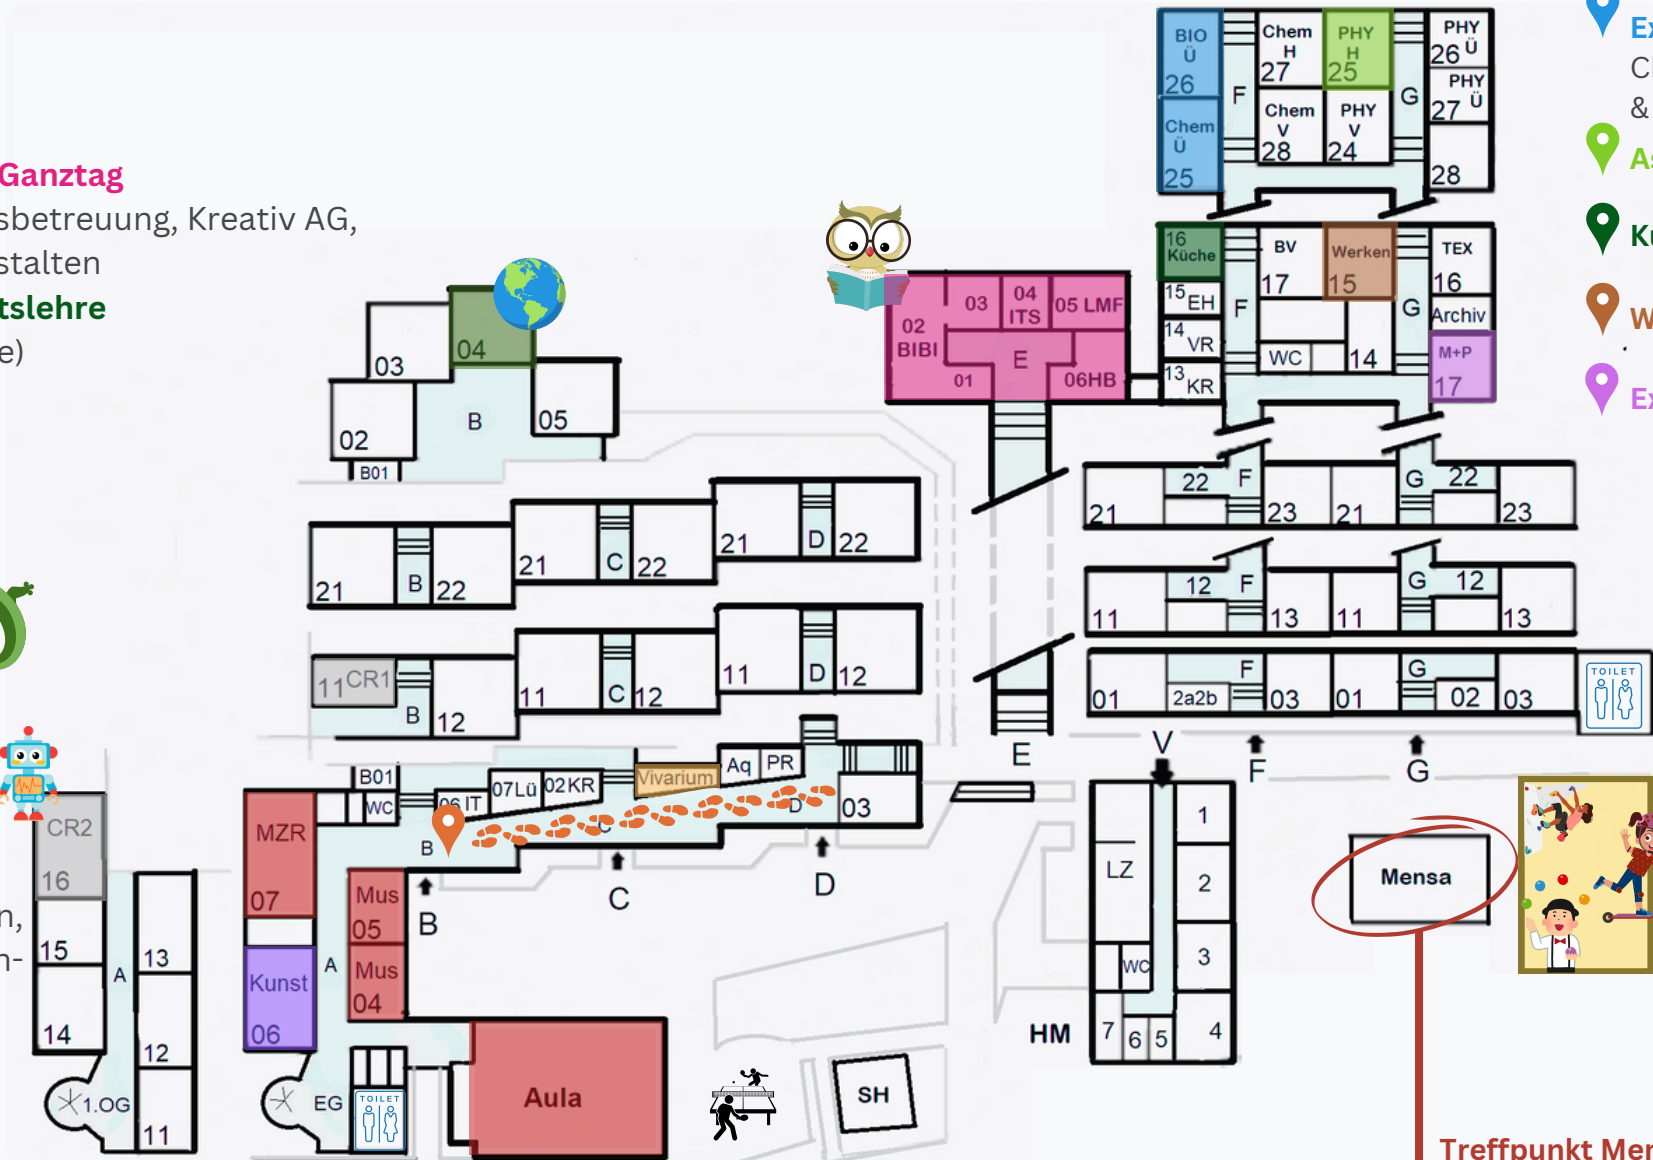 Ganztag
sbetreuung, Kreativ AG,
stalten
tslehre
e)
BIO
Ü
26
Chem
H
27
PHY
H
25
PHY
Ü
26
F
G
PHY
Ü
27
Chem
Ü
25
Chem
V
28
PHY
V
24
28
Ex
&
As
Kü
W
Ex
16
Küche
BV
17
Werken
15
TEX
16
15
EH
F
G
Archiv
14
VR
WC
14
M+P
17
13
KR
03
04
ITS
05 LMF
02
BIBI
E
01
06HB
03
04
02
B
05
B01
21
22
F
23
21
G
22
23
21
B
22
21
C
22
21
D
22
11
12
F
13
11
G
12
13
11
CR1
B
12
11
C
12
11
D
12
01
2a2b
F
03
01
G
02
03
TOILET
E
V
F
G
B01
WC
06 IT
07Lü
02KR
Vivarium
Aq
PR
03
B
C
D
B
C
D
CR2
16
15
14
A
13
12
11
1.OG
MZR
07
Mus
05
Mus
04
Kunst
06
A
EG
TOILET
Aula
SH
HM
LZ
WC
1
2
3
4
7
6
5
Mensa
n,
n-
Treffpunkt Men